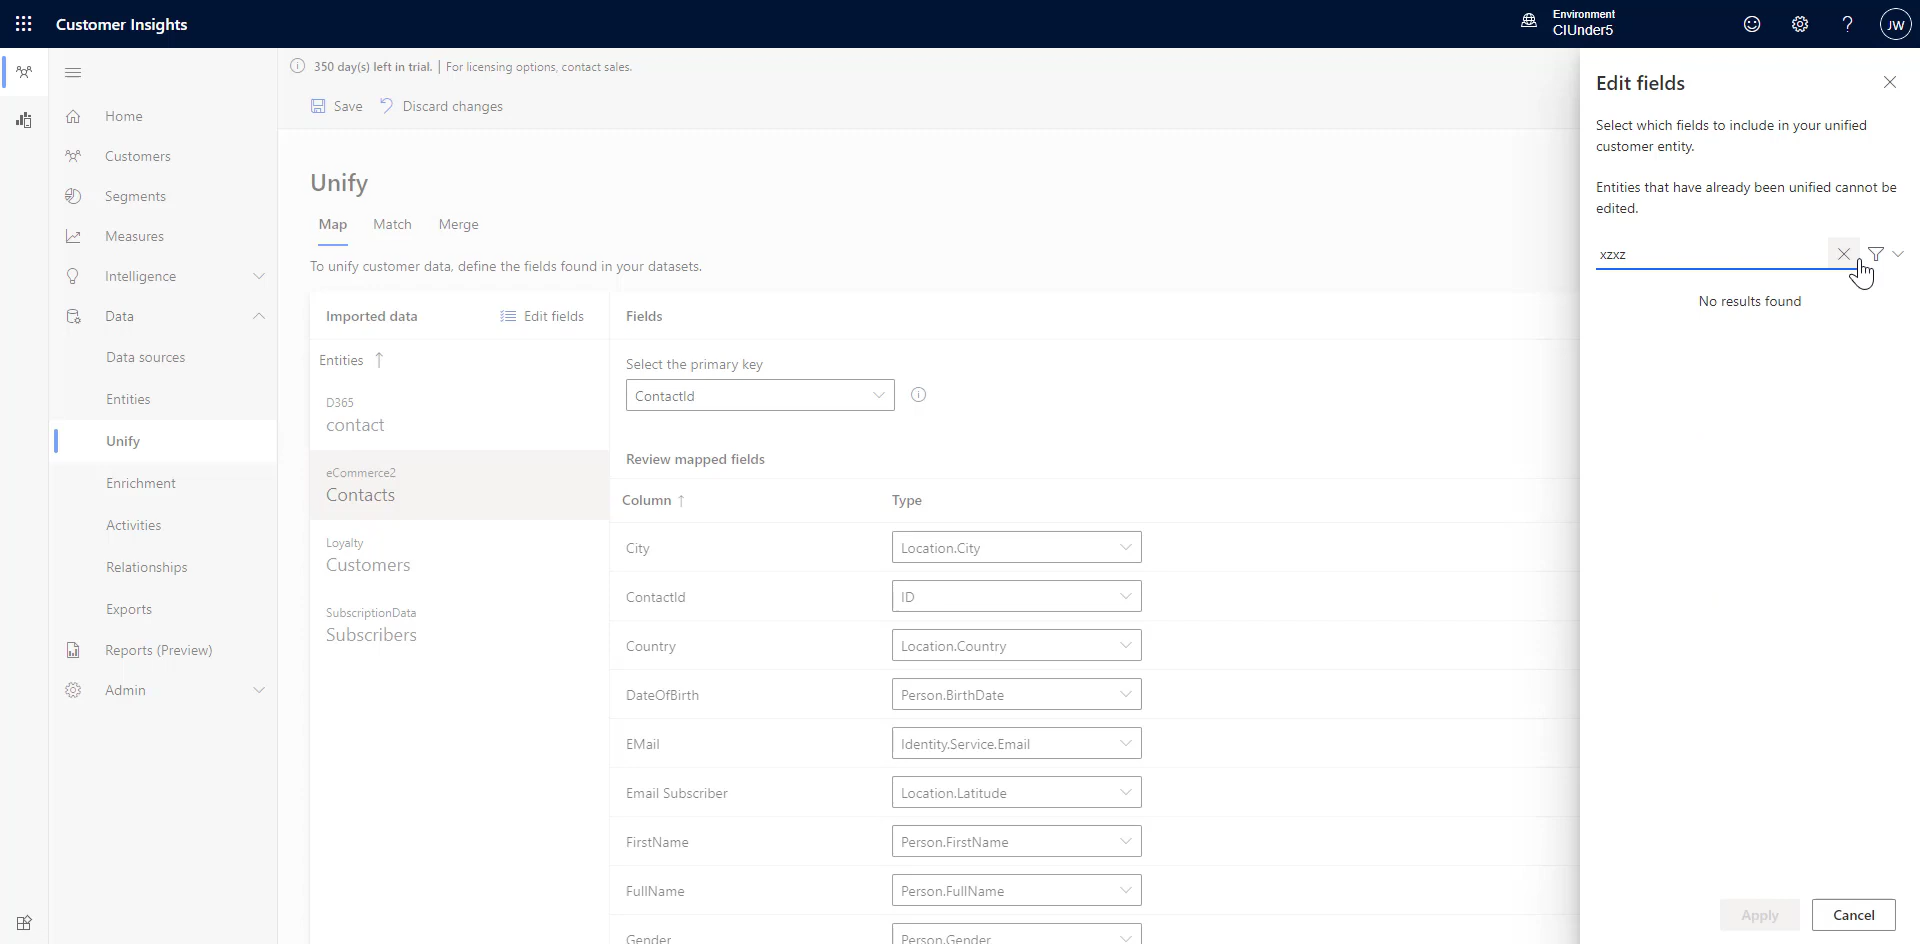 Customer Insights
Environment
CIUnder5
JW
350 day(s) left in trial. | For licensing options, contact sales.
Save
Discard changes
Home
Customers
Segments
Measures
Intelligence
Data
Data sources
Entities
Unify
Enrichment
Activities
Relationships
Exports
Reports (Preview)
Admin
Unify
Map Match Merge
To unify customer data, define the fields found in your datasets.
Imported data
Edit fields
Entities
D365
contact
eCommerce2
Contacts
Loyalty
Customers
SubscriptionData
Subscribers
Fields
Select the primary key
ContactId
Review mapped fields
Column Type
City Location.City
ContactId ID
Country Location.Country
DateOfBirth Person.BirthDate
EMail Identity.Service.Email
Email Subscriber Location.Latitude
FirstName Person.FirstName
FullName Person.FullName
Gender Person.Gender
Edit fields
Select which fields to include in your unified
customer entity.
Entities that have already been unified cannot be
edited.
xzxz
No results found
Apply
Cancel